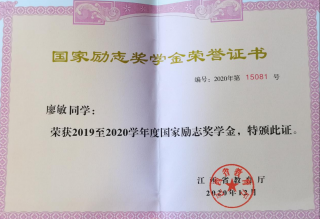 国家励志奖学金荣誉证书
编号：2020年第 15081 号
廖敏同学：
荣获2019至2020学年度国家励志奖学金，特颁此证。
江西省教育厅
2020年12月